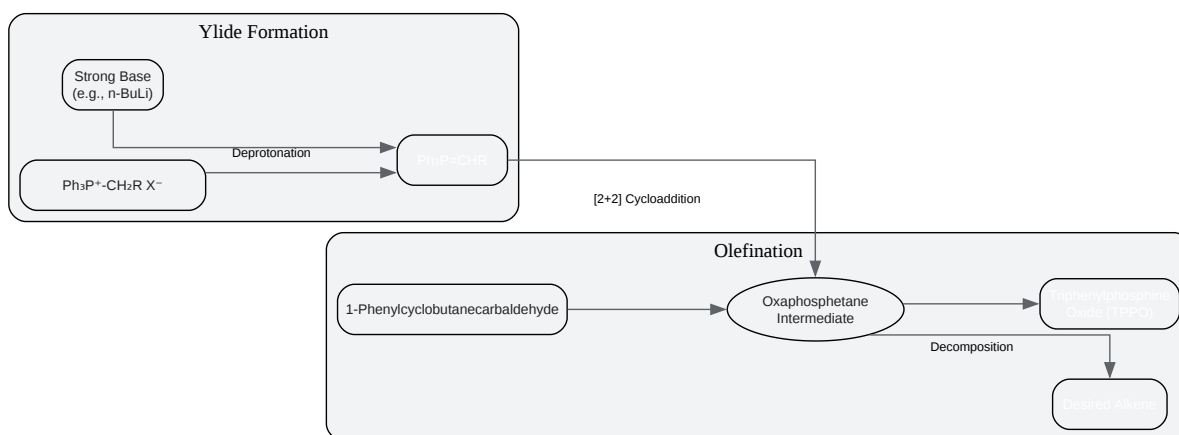 Ylide Formation
Strong Base
(e.g., n-BuLi)
Deprotonation
Ph₃P=CHR
Ph₃P⁺-CH₂R X⁻
[2+2] Cycloaddition
Olefination
1-Phenylcyclobutanecarbaldehyde
Oxaphosphetane
Intermediate
Triphenylphosphine
Oxide (TPPO)
Decomposition
Desired Alkene